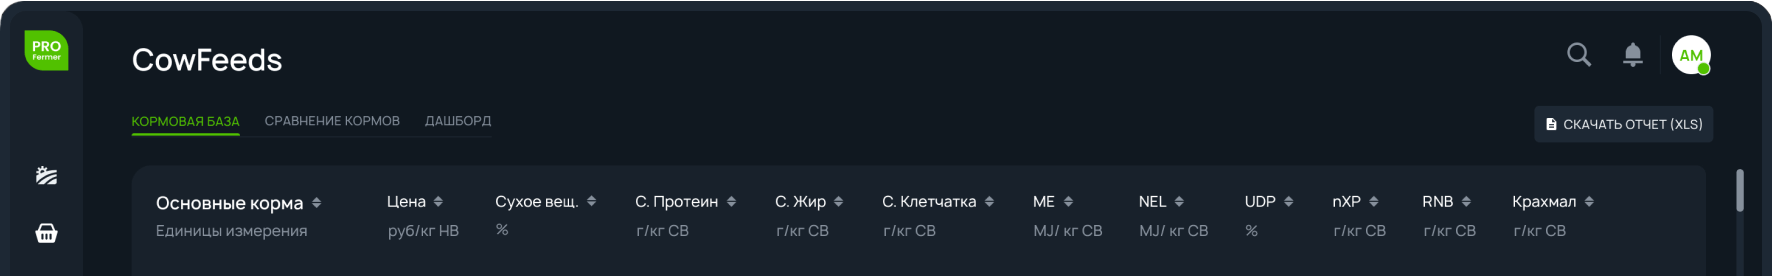 PRO
Fermer
CowFeeds
AM
КОРМОВАЯ БАЗА СРАВНЕНИЕ КОРМОВ ДАШБОРД
СКАЧАТЬ ОТЧЕТ (XLS)
Основные корма Цена Сухое вещ. С. Протеин С. Жир С. Клетчатка ME NEL UDP nXP RNB Крахмал
Единицы измерения руб/кг НВ % г/кг СВ г/кг СВ г/кг СВ MJ/ кг СВ MJ/ кг СВ % г/кг СВ г/кг СВ г/кг СВ